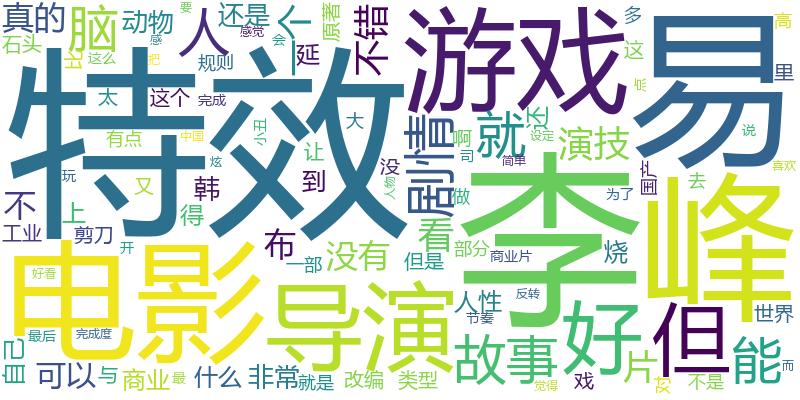 真的
脑
动物
还是
一个
不错
原著
游戏
易
多
高
石头
感
要
感觉
会
人
延
这
里
比
这么
把
规则
特效
太
这个
完成
剧情
就
还
点
有点
中国
炫
小丑
大
啊
演技
设定
说
玩
又
让
没
人物
司
简单
李
峰
国产
去
喜欢
不
上
得
韩
到
看
做
为了
工业
剪刀
开
布
没有
但是
部分
商业片
烧
一部
电影
导演
好看
反转
人性
节奏
好
但
世界
最后
完成度
故事
片
能
而
自己
可以
与
商业
最
什么
非常
就是
改编
类型
戏
觉得
对
不是